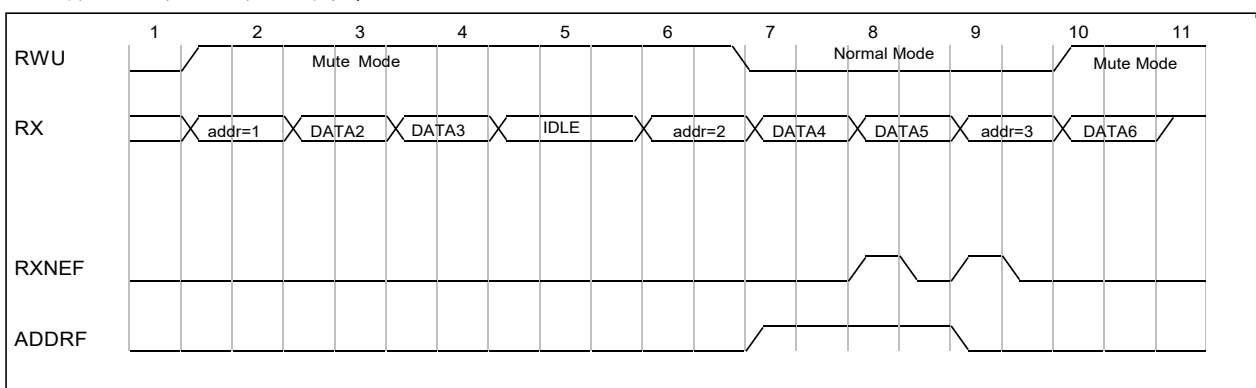 1 2 3 4 5 6 7 8 9 10 11
RWU Mute Mode Normal Mode Mute Mode
RX addr=1 DATA2 DATA3 IDLE addr=2 DATA4 DATA5 addr=3 DATA6
RXNEF
ADDRF